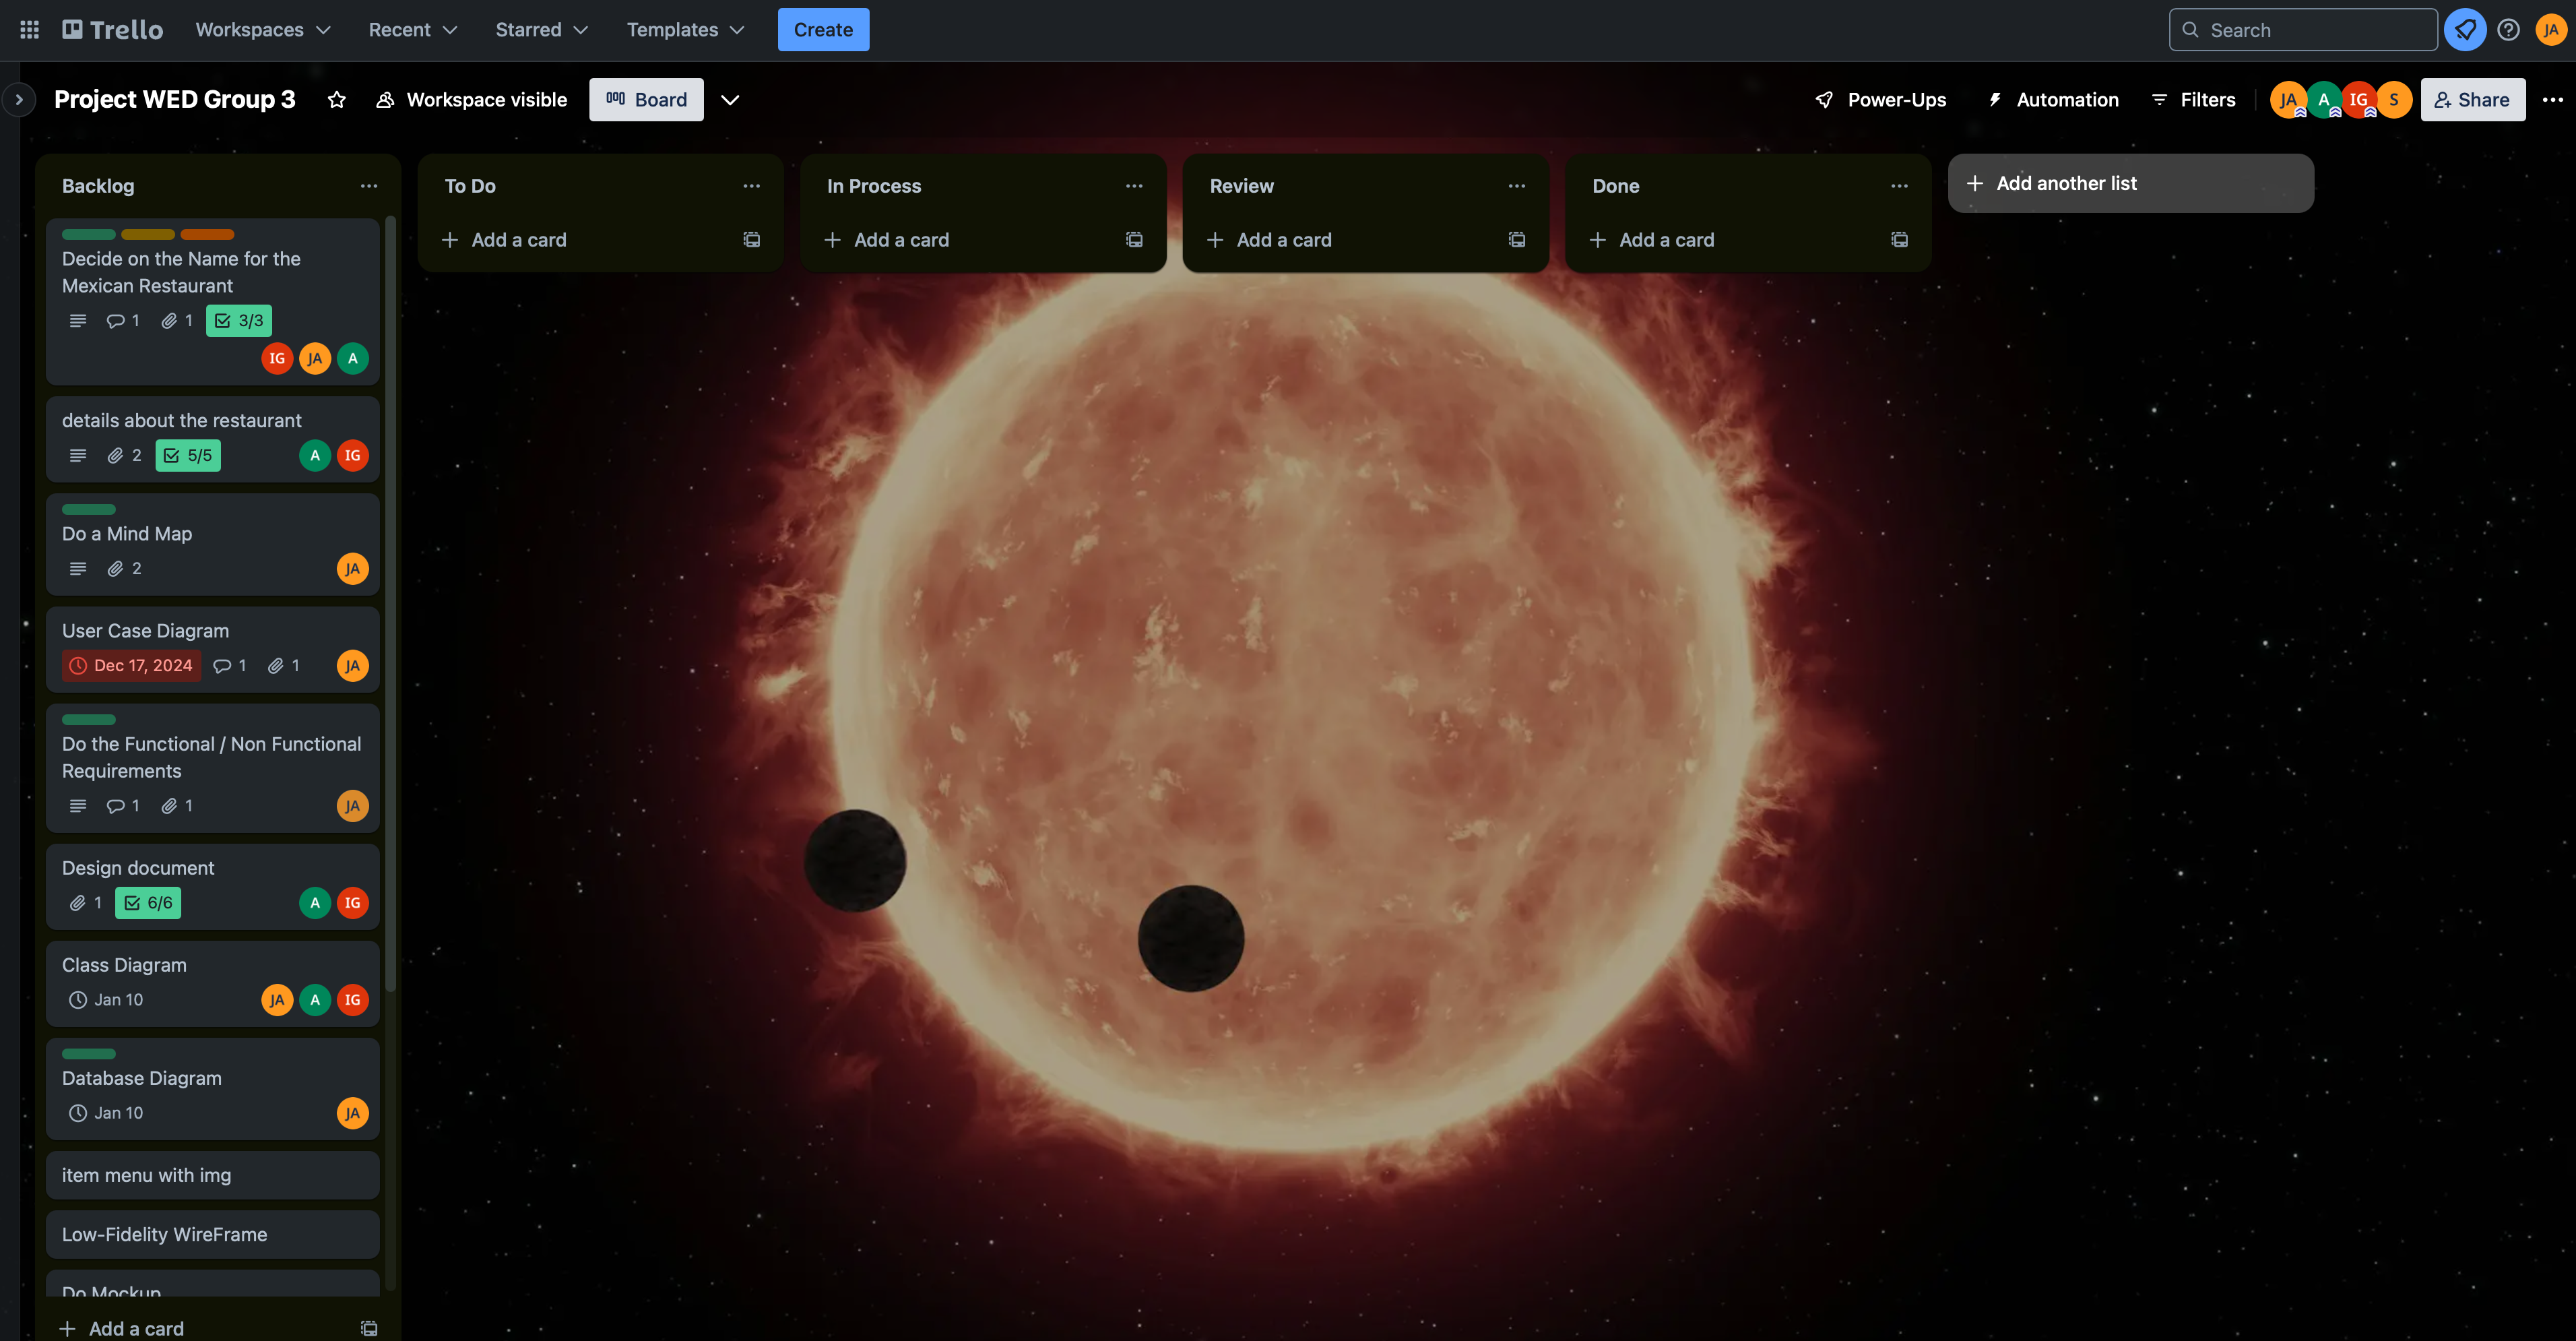 Trello
Workspaces
Recent
Starred
Templates
Create
Search
JA
Project WED Group 3
Workspace visible
Board
Power-Ups
Automation
Filters
JA
A
IG
S
Share
Backlog
Decide on the Name for the
Mexican Restaurant
1
1
3/3
IG
JA
A
details about the restaurant
2
5/5
A
IG
Do a Mind Map
2
JA
User Case Diagram
Dec 17, 2024
1
1
JA
Do the Functional / Non Functional
Requirements
1
1
JA
Design document
1
6/6
A
IG
Class Diagram
Jan 10
JA
A
IG
Database Diagram
Jan 10
JA
item menu with img
Low-Fidelity WireFrame
Do Mockup
Add a card
To Do
Add a card
In Process
Add a card
Review
Add a card
Done
Add a card
Add another list